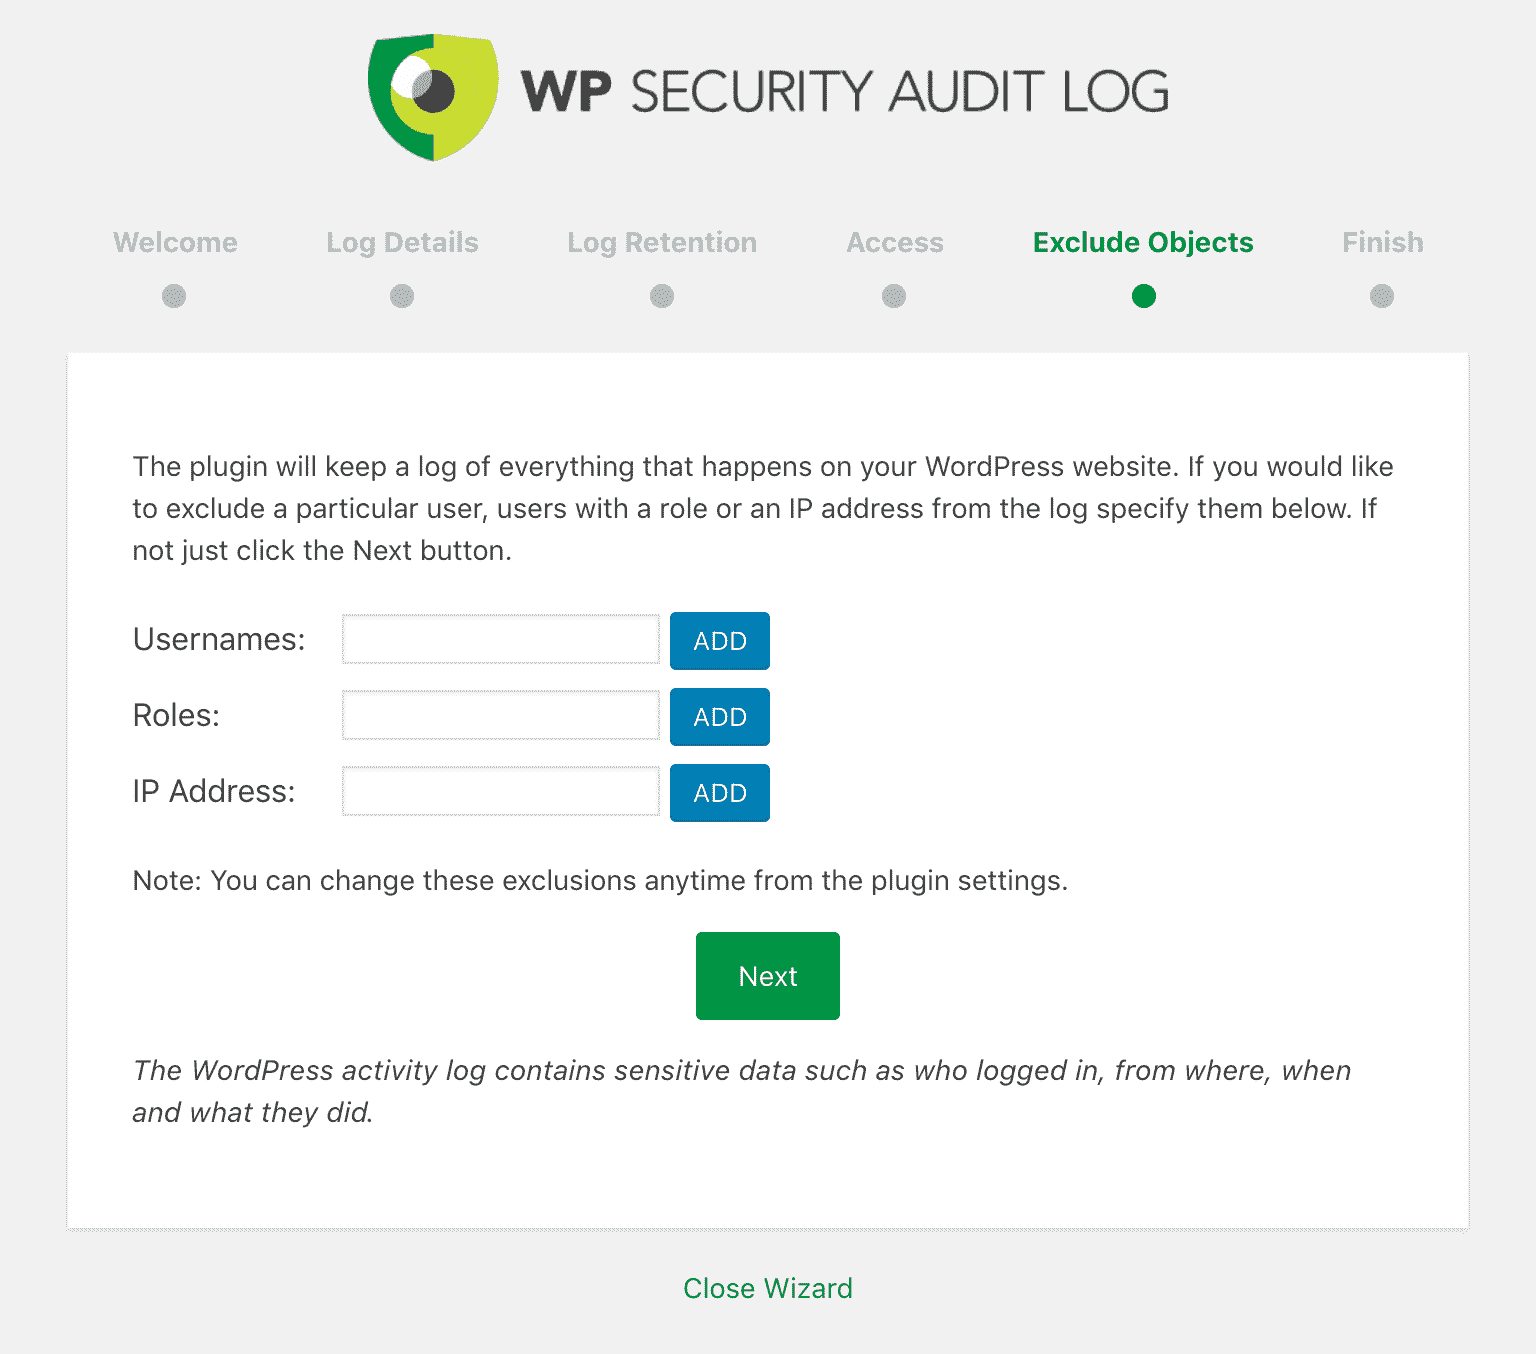 WP SECURITY AUDIT LOG
Welcome Log Details Log Retention Access Exclude Objects Finish
The plugin will keep a log of everything that happens on your WordPress website. If you would like
to exclude a particular user, users with a role or an IP address from the log specify them below. If
not just click the Next button.
Usernames: ADD
Roles: ADD
IP Address: ADD
Note: You can change these exclusions anytime from the plugin settings.
Next
The WordPress activity log contains sensitive data such as who logged in, from where, when
and what they did.
Close Wizard